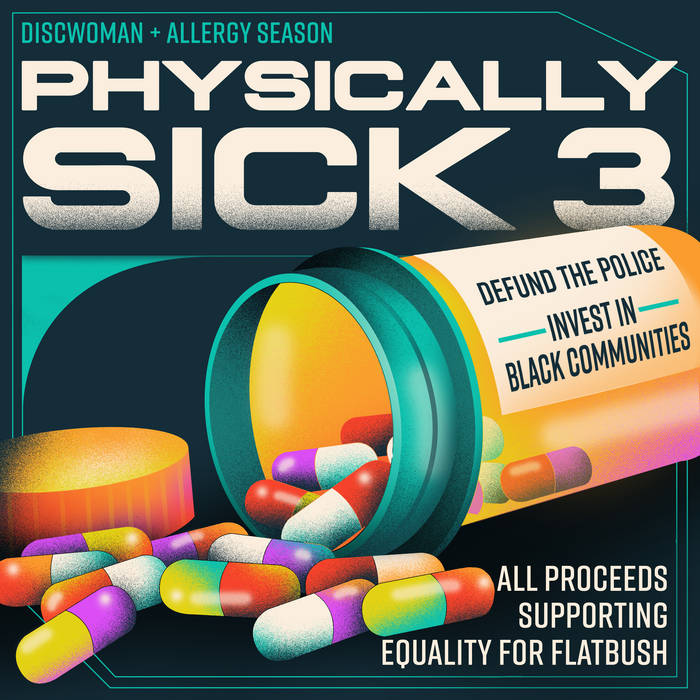 DISCWOMAN + ALLERGY SEASON
PHYSICALLY
SICK 3
DEFUND THE POLICE
INVEST IN
BLACK COMMUNITIES
ALL PROCEEDS
SUPPORTING
EQUALITY FOR FLATBUSH